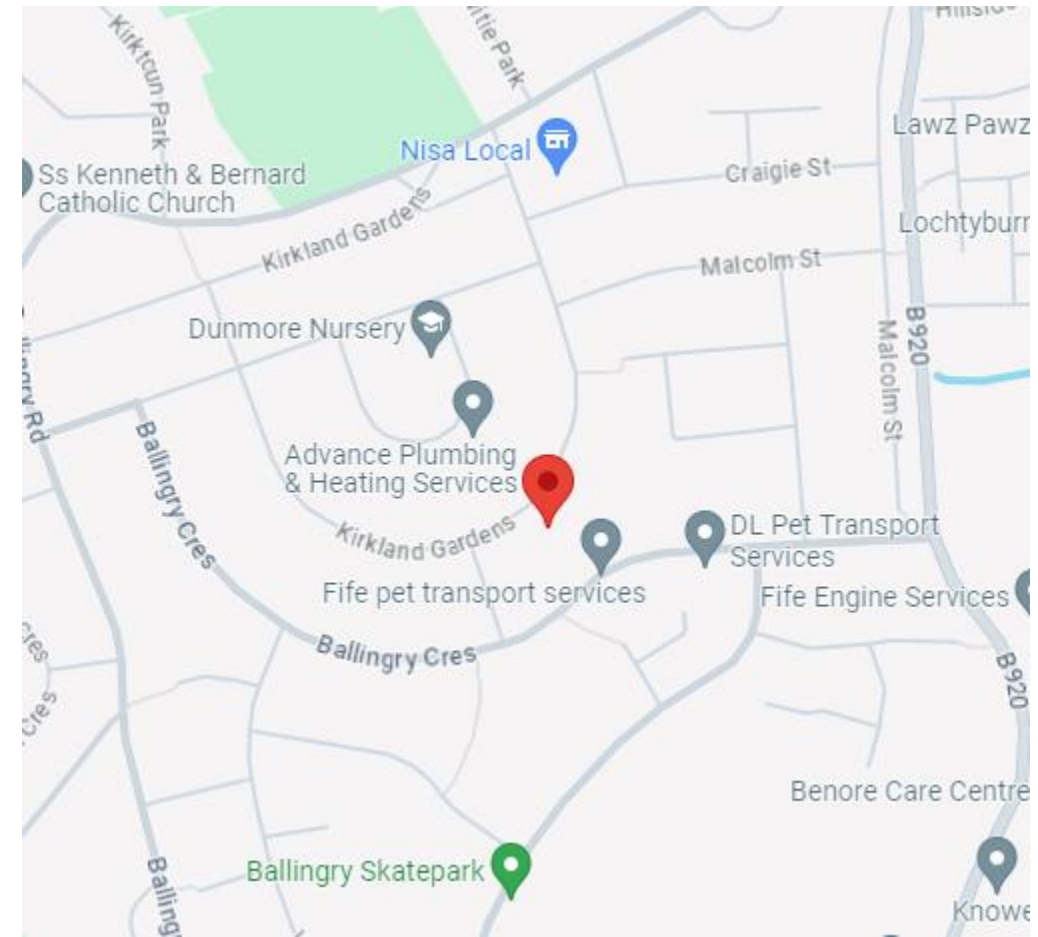 Kirktcun Park
Nisa Local
Lawz Pawz
Ss Kenneth & Bernard
Catholic Church
Craigie St
Kirkland Gardens
Lochtyburn
Malcolm St
Dunmore Nursery
B920
Malcolm St
Ballingry Cres
Advance Plumbing
& Heating Services
Kirkland Gardens
DL Pet Transport
Services
Fife pet transport services
Fife Engine Services
Ballingry Cres
B920
Benore Care Centre
Ballingry Skatepark